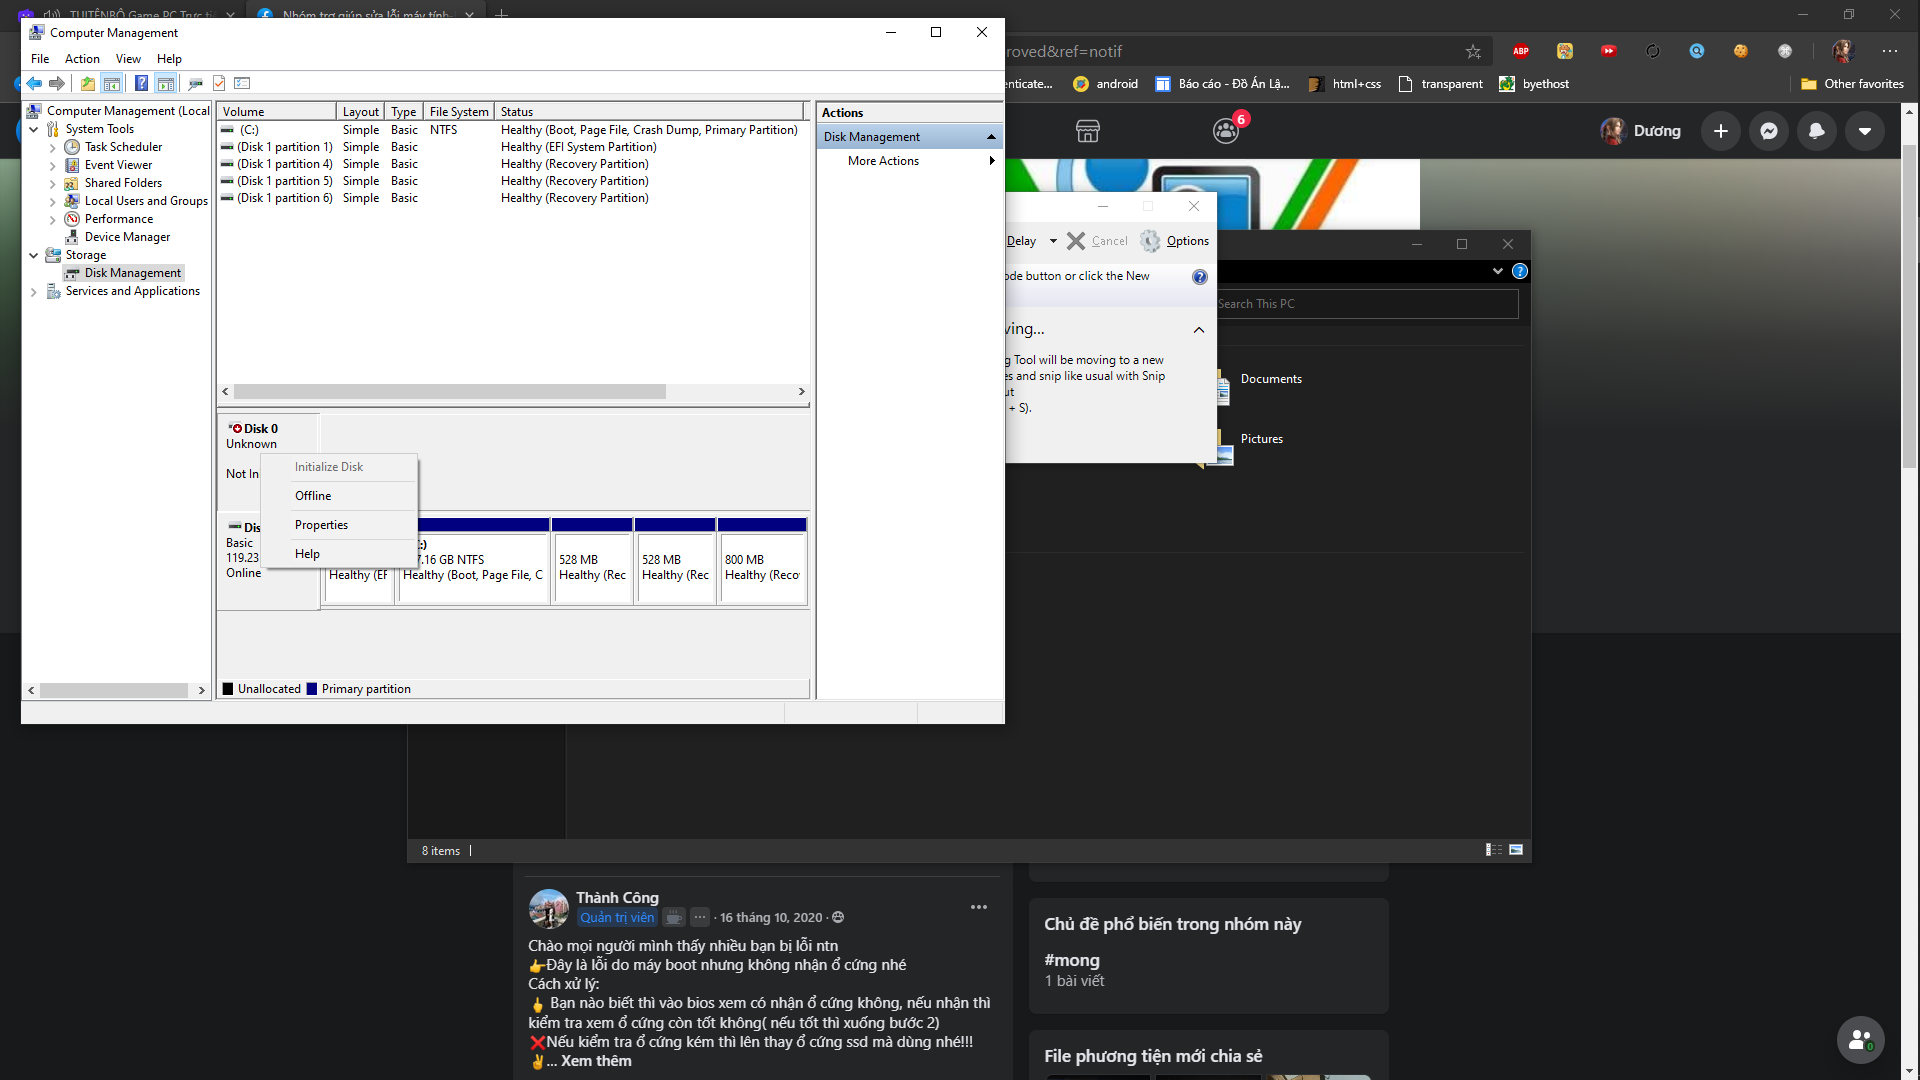 TUITÊNBỘ Game PC Trực ti
Nhóm trợ giúp sửa lỗi máy tính-
Computer Management
File Action View Help
roved&ref=notif
ABP
enticate...
android
Báo cáo - Đồ Án Lậ...
html+css
transparent
byethost
Other favorites
6
Dương
Computer Management (Local
System Tools
Task Scheduler
Event Viewer
Shared Folders
Local Users and Groups
Performance
Device Manager
Storage
Disk Management
Services and Applications
Volume Layout Type File System Status
(C:) Simple Basic NTFS Healthy (Boot, Page File, Crash Dump, Primary Partition)
(Disk 1 partition 1) Simple Basic Healthy (EFI System Partition)
(Disk 1 partition 4) Simple Basic Healthy (Recovery Partition)
(Disk 1 partition 5) Simple Basic Healthy (Recovery Partition)
(Disk 1 partition 6) Simple Basic Healthy (Recovery Partition)
Actions
Disk Management
More Actions
Disk 0
Unknown
Not In
Initialize Disk
Offline
Properties
Help
Dis
Basic
119.23
Online
Healthy (EF
:)
7.16 GB NTFS
Healthy (Boot, Page File, C
528 MB
Healthy (Rec
528 MB
Healthy (Rec
800 MB
Healthy (Reco
Unallocated Primary partition
Delay Cancel Options
ode button or click the New
ving...
g Tool will be moving to a new
es and snip like usual with Snip
ut
+ S).
Search This PC
Documents
Pictures
8 items
Thành Công
Quản trị viên ··· · 16 tháng 10, 2020 ·
Chào mọi người mình thấy nhiều bạn bị lỗi ntn
👉Đây là lỗi do máy boot nhưng không nhận ổ cứng nhé
Cách xử lý:
👆 Bạn nào biết thì vào bios xem có nhận ổ cứng không, nếu nhận thì
kiểm tra xem ổ cứng còn tốt không( nếu tốt thì xuống bước 2)
❌Nếu kiểm tra ổ cứng kém thì lên thay ổ cứng ssd mà dùng nhé!!!
✌... Xem thêm
Chủ đề phổ biến trong nhóm này
#mong
1 bài viết
File phương tiện mới chia sẻ
0